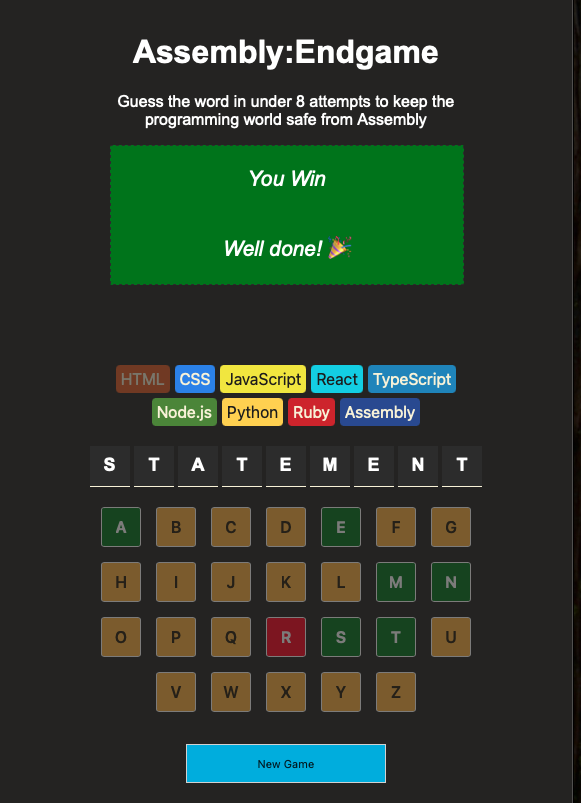 Assembly:Endgame
Guess the word in under 8 attempts to keep the
programming world safe from Assembly
You Win
Well done! 🎉
HTML CSS JavaScript React TypeScript
Node.js Python Ruby Assembly
S T A T E M E N T
A B C D E F G
H I J K L M N
O P Q R S T U
V W X Y Z
New Game